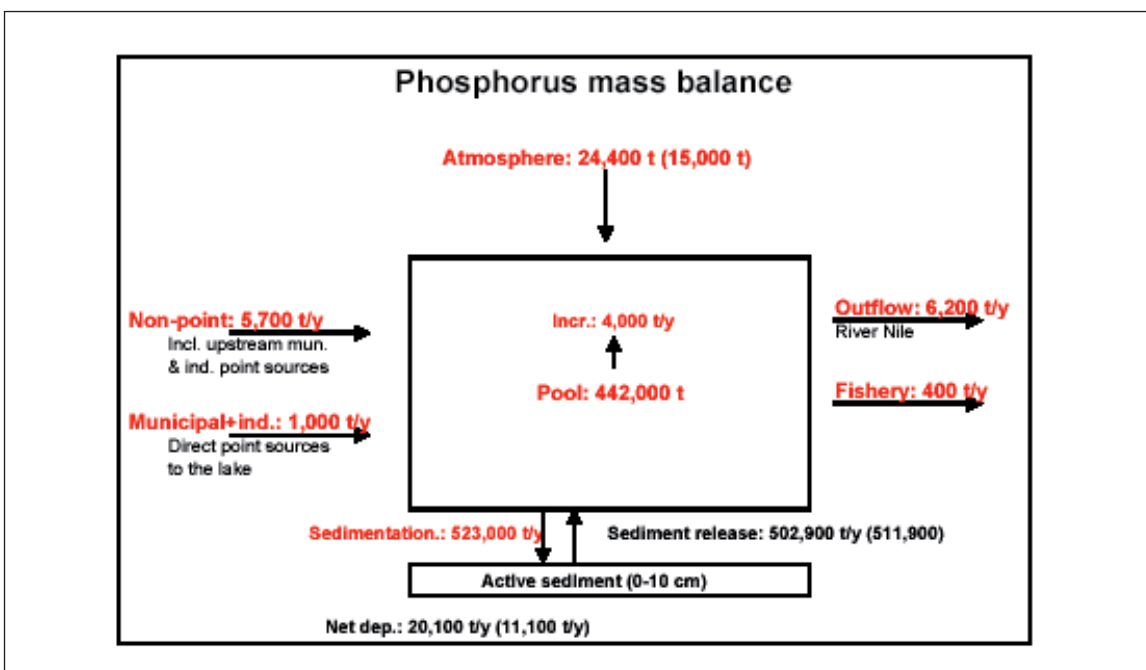 Phosphorus mass balance
Atmosphere: 24,400 t (15,000 t)
Non-point: 5,700 t/y
Incl. upstream mun.
& ind. point sources
Municipal+ind.: 1,000 t/y
Direct point sources
to the lake
Incr.: 4,000 t/y
Pool: 442,000 t
Outflow: 6,200 t/y
River Nile
Fishery: 400 t/y
Sedimentation.: 523,000 t/y
Sediment release: 502,900 t/y (511,900)
Active sediment (0-10 cm)
Net dep.: 20,100 t/y (11,100 t/y)